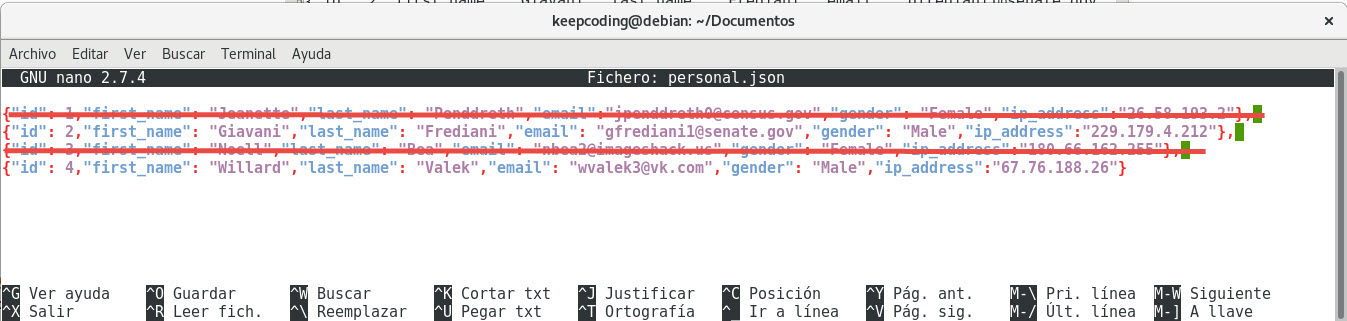 keepcoding@debian: ~/Documentos
Archivo Editar Ver Buscar Terminal Ayuda
GNU nano 2.7.4 Fichero: personal.json
{"id": 1,"first_name": "Jeanette","last_name": "Penddreth","email":"jpenddreth0@census.gov","gender": "Female","ip_address":"26.58.193.2"},
{"id": 2,"first_name": "Giavani","last_name": "Frediani","email": "gfrediani1@senate.gov","gender": "Male","ip_address":"229.179.4.212"},
{"id": 3,"first_name": "Noell","last_name": "Bea","email": "nbea2@imageshack.us","gender": "Female","ip_address":"180.66.162.255"},
{"id": 4,"first_name": "Willard","last_name": "Valek","email": "wvalek3@vk.com","gender": "Male","ip_address":"67.76.188.26"}
^G Ver ayuda ^O Guardar ^W Buscar ^K Cortar txt ^J Justificar ^C Posición ^Y Pág. ant. M-\ Pri. línea M-W Siguiente
^X Salir ^R Leer fich. ^\ Reemplazar ^U Pegar txt ^T Ortografía ^_ Ir a línea ^V Pág. sig. M-/ Últ. línea M-] A llave